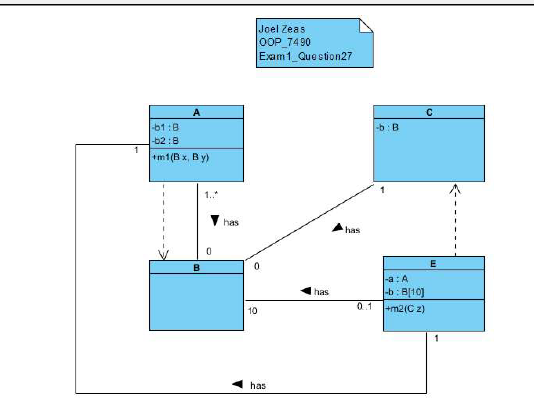 Joel Zeas
OOP_7490
Exam1_Question27
A
-b1 : B
-b2 : B
+m1(B x, B y)
C
-b : B
1
1..*
has
0
1
has
0
B
E
-a : A
-b : B[10]
+m2(C z)
has
10
0..1
1
has